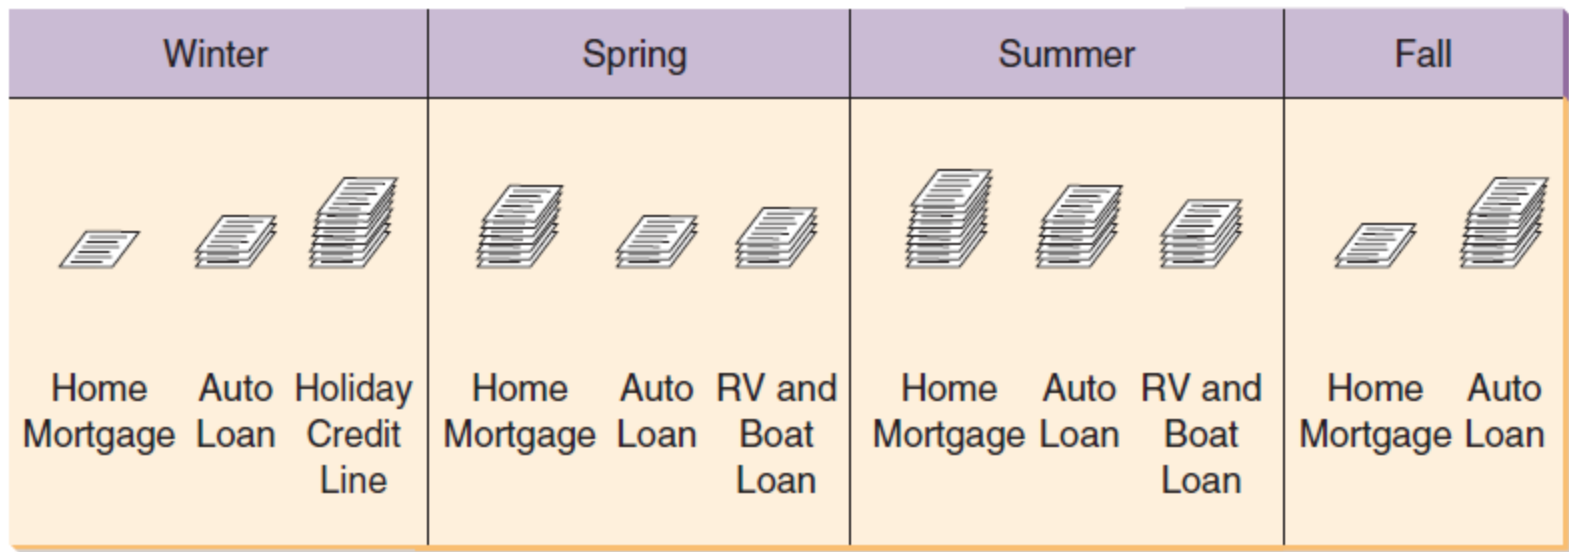 Winter
Spring
Summer
Fall
Home Mortgage
Auto Loan
Holiday Credit Line
Home Mortgage
Auto Loan
RV and Boat Loan
Home Mortgage
Auto Loan
RV and Boat Loan
Home Mortgage
Auto Loan